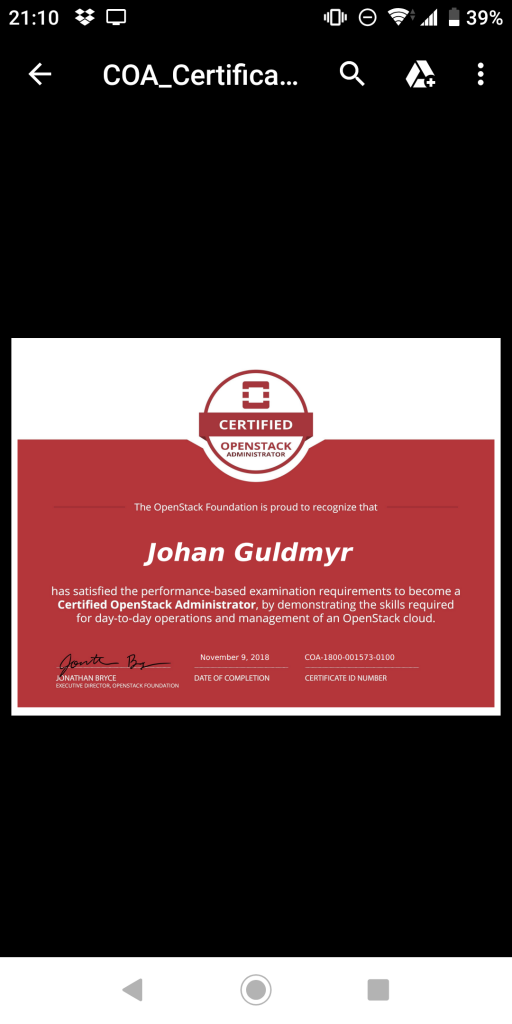 21:10
39%
COA_Certifica...
CERTIFIED
OPENSTACK
ADMINISTRATOR
The OpenStack Foundation is proud to recognize that
Johan Guldmyr
has satisfied the performance-based examination requirements to become a
Certified OpenStack Administrator, by demonstrating the skills required
for day-to-day operations and management of an OpenStack cloud.
November 9, 2018
COA-1800-001573-0100
JONATHAN BRYCE
DATE OF COMPLETION
CERTIFICATE ID NUMBER
EXECUTIVE DIRECTOR, OPENSTACK FOUNDATION